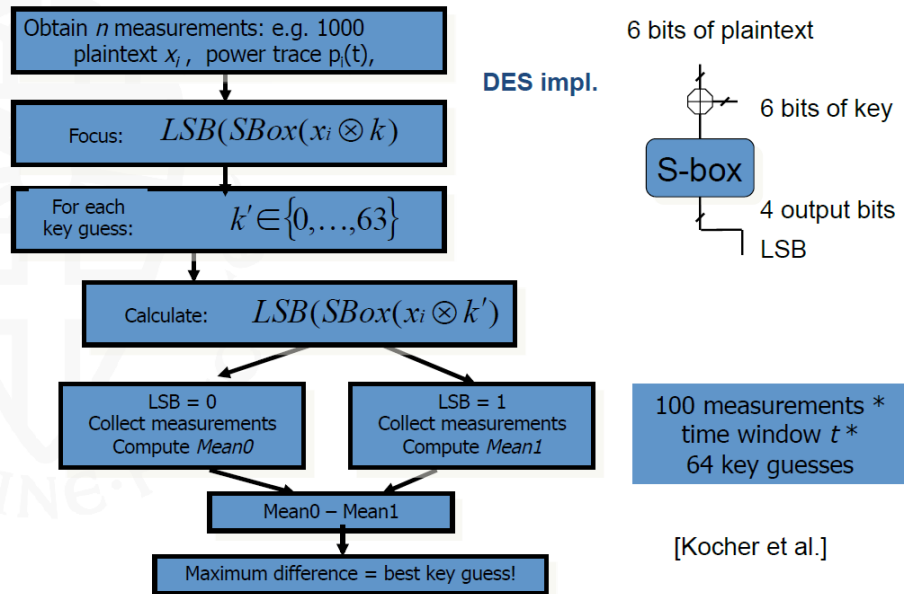 Obtain n measurements: e.g. 1000
plaintext xᵢ , power trace pᵢ(t),
Focus: LSB(SBox(xᵢ ⊗ k)
For each
key guess: k' ∈ {0,...,63}
Calculate: LSB(SBox(xᵢ ⊗ k')
LSB = 0
Collect measurements
Compute Mean0
LSB = 1
Collect measurements
Compute Mean1
Mean0 – Mean1
Maximum difference = best key guess!
DES impl.
6 bits of plaintext
6 bits of key
S-box
4 output bits
LSB
100 measurements *
time window t *
64 key guesses
[Kocher et al.]